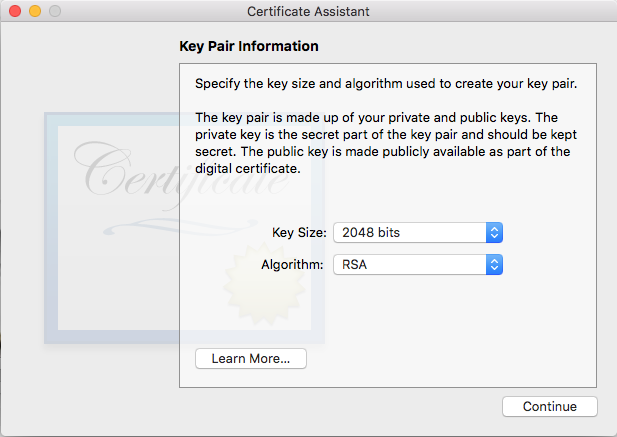 Certificate Assistant
Key Pair Information
Specify the key size and algorithm used to create your key pair.
The key pair is made up of your private and public keys. The
private key is the secret part of the key pair and should be kept
secret. The public key is made publicly available as part of the
digital certificate.
Certificate
Key Size: 2048 bits
Algorithm: RSA
Learn More...
Continue